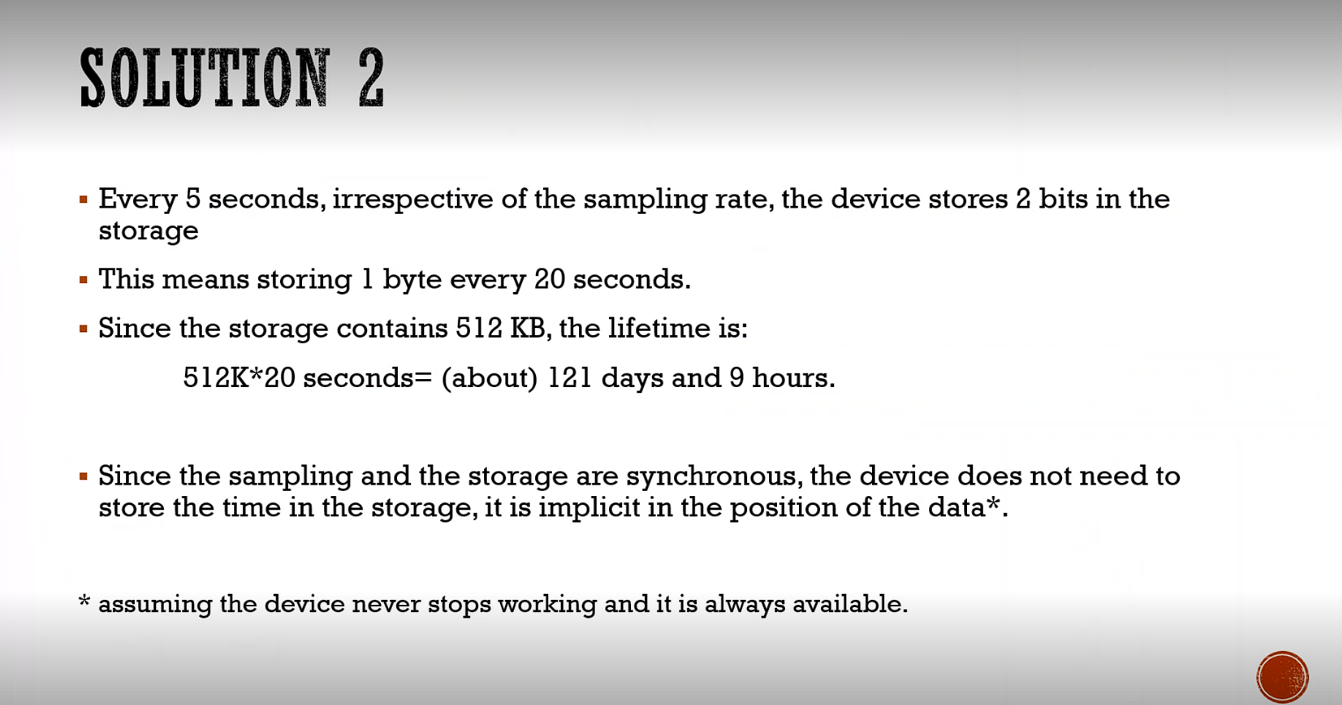 SOLUTION 2
▪ Every 5 seconds, irrespective of the sampling rate, the device stores 2 bits in the
storage
▪ This means storing 1 byte every 20 seconds.
▪ Since the storage contains 512 KB, the lifetime is:
512K*20 seconds= (about) 121 days and 9 hours.
▪ Since the sampling and the storage are synchronous, the device does not need to
store the time in the storage, it is implicit in the position of the data*.
* assuming the device never stops working and it is always available.